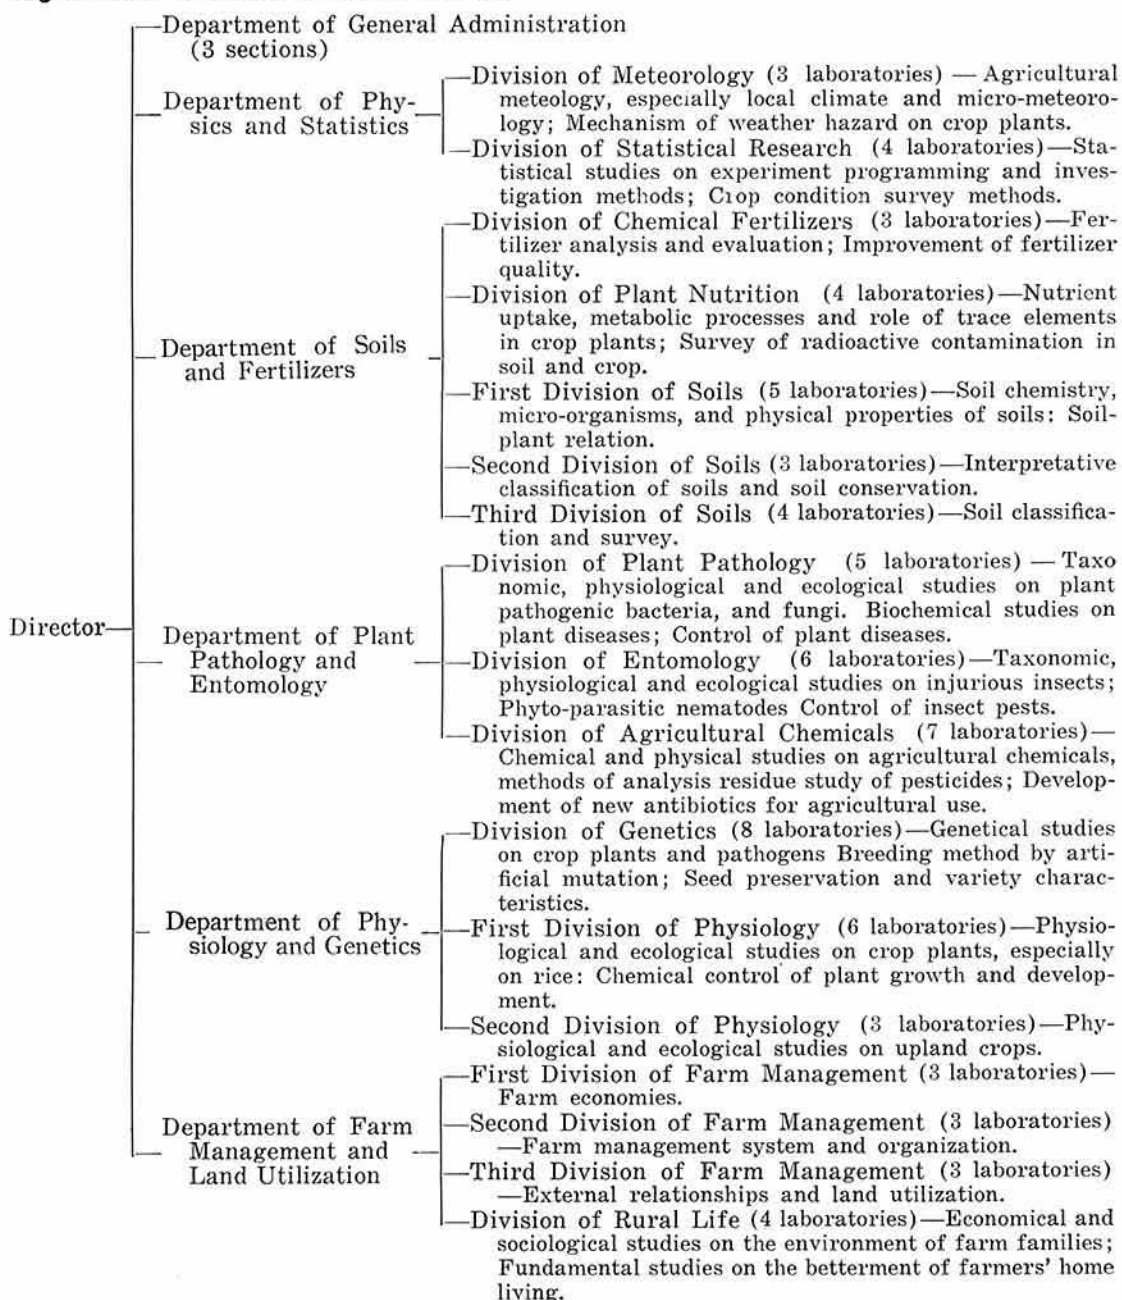 Department of General Administration
(3 sections)
Department of Phy-
sics and Statistics
Division of Meteorology (3 laboratories) — Agricultural
meteology, especially local climate and micro-meteoro-
logy; Mechanism of weather hazard on crop plants.
Division of Statistical Research (4 laboratories)—Sta-
tistical studies on experiment programming and inves-
tigation methods; Crop condition survey methods.
Department of Soils
and Fertilizers
Division of Chemical Fertilizers (3 laboratories)—Fer-
tilizer analysis and evaluation; Improvement of fertilizer
quality.
Division of Plant Nutrition (4 laboratories)—Nutrient
uptake, metabolic processes and role of trace elements
in crop plants; Survey of radioactive contamination in
soil and crop.
First Division of Soils (5 laboratories)—Soil chemistry,
micro-organisms, and physical properties of soils: Soil-
plant relation.
Second Division of Soils (3 laboratories)—Interpretative
classification of soils and soil conservation.
Third Division of Soils (4 laboratories)—Soil classifica-
tion and survey.
Director
Department of Plant
Pathology and
Entomology
Division of Plant Pathology (5 laboratories) — Taxo
nomic, physiological and ecological studies on plant
pathogenic bacteria, and fungi. Biochemical studies on
plant diseases; Control of plant diseases.
Division of Entomology (6 laboratories)—Taxonomic,
physiological and ecological studies on injurious insects;
Phyto-parasitic nematodes Control of insect pests.
Division of Agricultural Chemicals (7 laboratories)—
Chemical and physical studies on agricultural chemicals,
methods of analysis residue study of pesticides; Develop-
ment of new antibiotics for agricultural use.
Department of Phy-
siology and Genetics
Division of Genetics (8 laboratories)—Genetical studies
on crop plants and pathogens Breeding method by arti-
ficial mutation; Seed preservation and variety charac-
teristics.
First Division of Physiology (6 laboratories)—Physio-
logical and ecological studies on crop plants, especially
on rice: Chemical control of plant growth and develop-
ment.
Second Division of Physiology (3 laboratories)—Phy-
siological and ecological studies on upland crops.
Department of Farm
Management and
Land Utilization
First Division of Farm Management (3 laboratories)—
Farm economies.
Second Division of Farm Management (3 laboratories)
—Farm management system and organization.
Third Division of Farm Management (3 laboratories)
—External relationships and land utilization.
Division of Rural Life (4 laboratories)—Economical and
sociological studies on the environment of farm families;
Fundamental studies on the betterment of farmers' home
living.